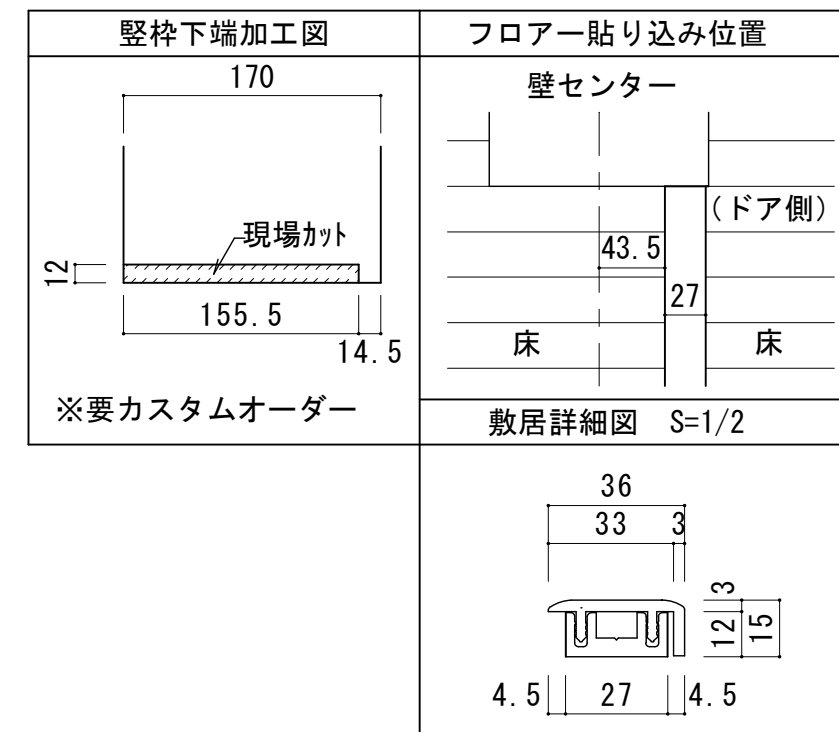 竪枠下端加工図
170
現場カット
12
155.5
14.5
※要カスタムオーダー
フロアー貼り込み位置
壁センター
(ドア側)
43.5
27
床
床
敷居詳細図 S=1/2
36
33
3
3
12
15
4.5
27
4.5